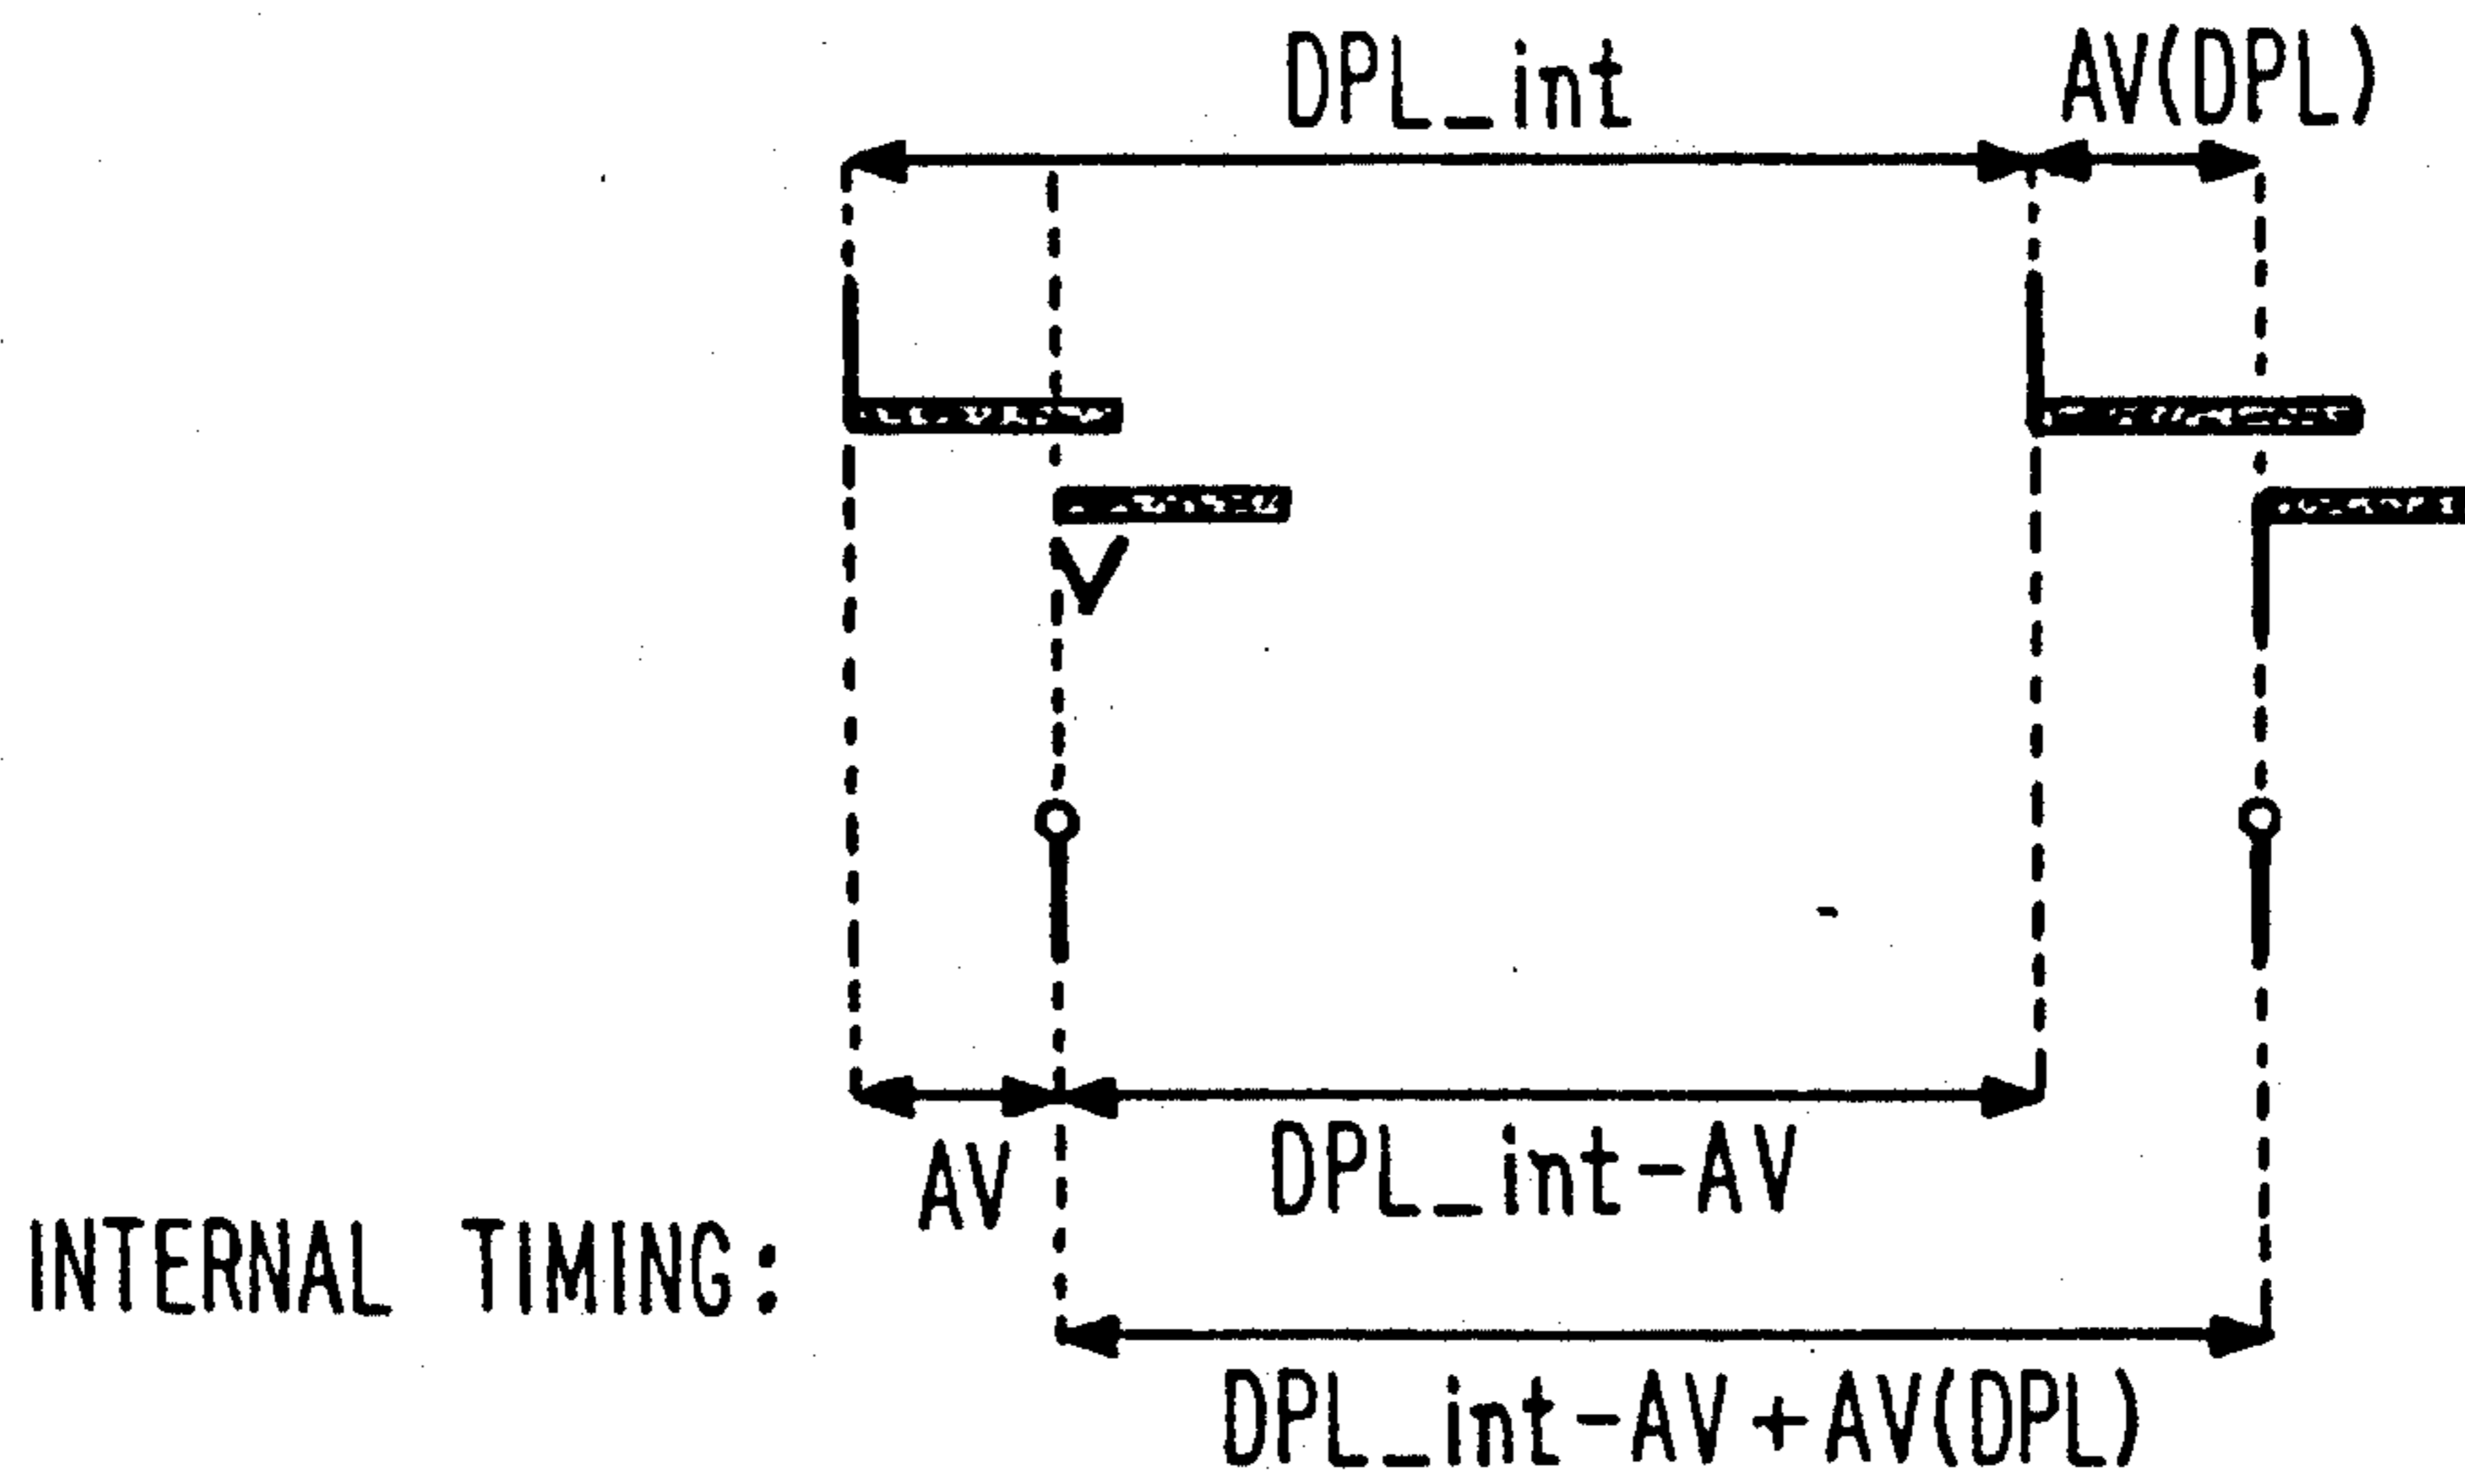 DPL_int AV(DPL)
AV DPL_int-AV
INTERNAL TIMING:
DPL_int-AV+AV(DPL)